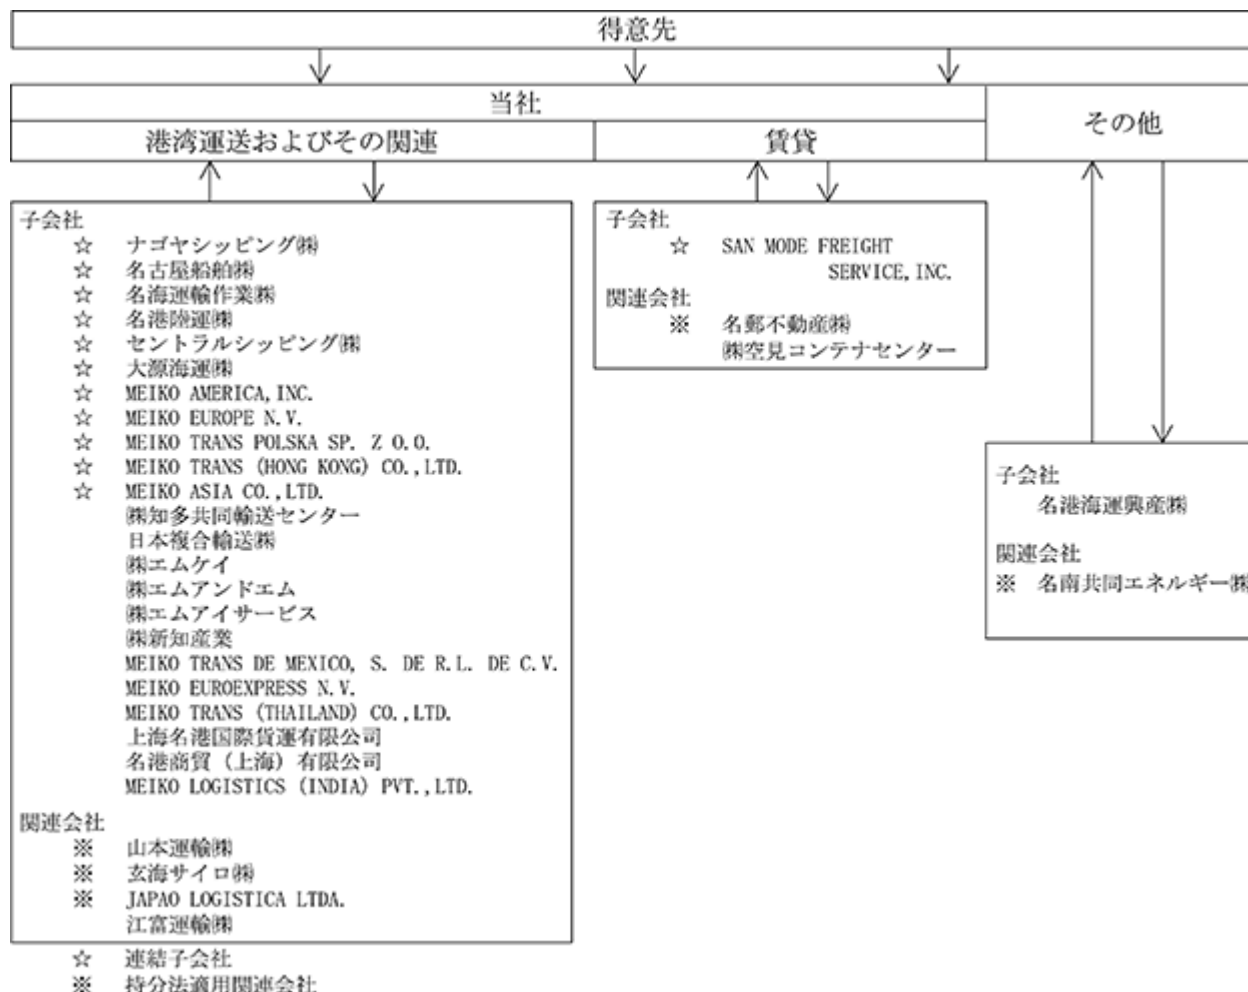 得意先
当社
その他
港湾運送およびその関連
賃貸
子会社
☆ ナゴヤシッピング㈱
☆ 名古屋船舶㈱
☆ 名海運輸作業㈱
☆ 名港陸運㈱
☆ セントラルシッピング㈱
☆ 大源海運㈱
☆ MEIKO AMERICA, INC.
☆ MEIKO EUROPE N.V.
☆ MEIKO TRANS POLSKA SP. Z O.O.
☆ MEIKO TRANS (HONG KONG) CO.,LTD.
☆ MEIKO ASIA CO.,LTD.
㈱知多共同輸送センター
日本複合輸送㈱
㈱エムケイ
㈱エムアンドエム
㈱エムアイサービス
㈱新知産業
MEIKO TRANS DE MEXICO, S. DE R.L. DE C.V.
MEIKO EUROEXPRESS N.V.
MEIKO TRANS (THAILAND) CO.,LTD.
上海名港国際貨運有限公司
名港商貿（上海）有限公司
MEIKO LOGISTICS (INDIA) PVT.,LTD.
関連会社
※ 山本運輸㈱
※ 玄海サイロ㈱
※ JAPAO LOGISTICA LTDA.
江富運輸㈱
子会社
☆ SAN MODE FREIGHT
SERVICE, INC.
関連会社
※ 名郵不動産㈱
㈱空見コンテナセンター
子会社
名港海運興産㈱
関連会社
※ 名南共同エネルギー㈱
☆ 連結子会社
※ 持分法適用関連会社